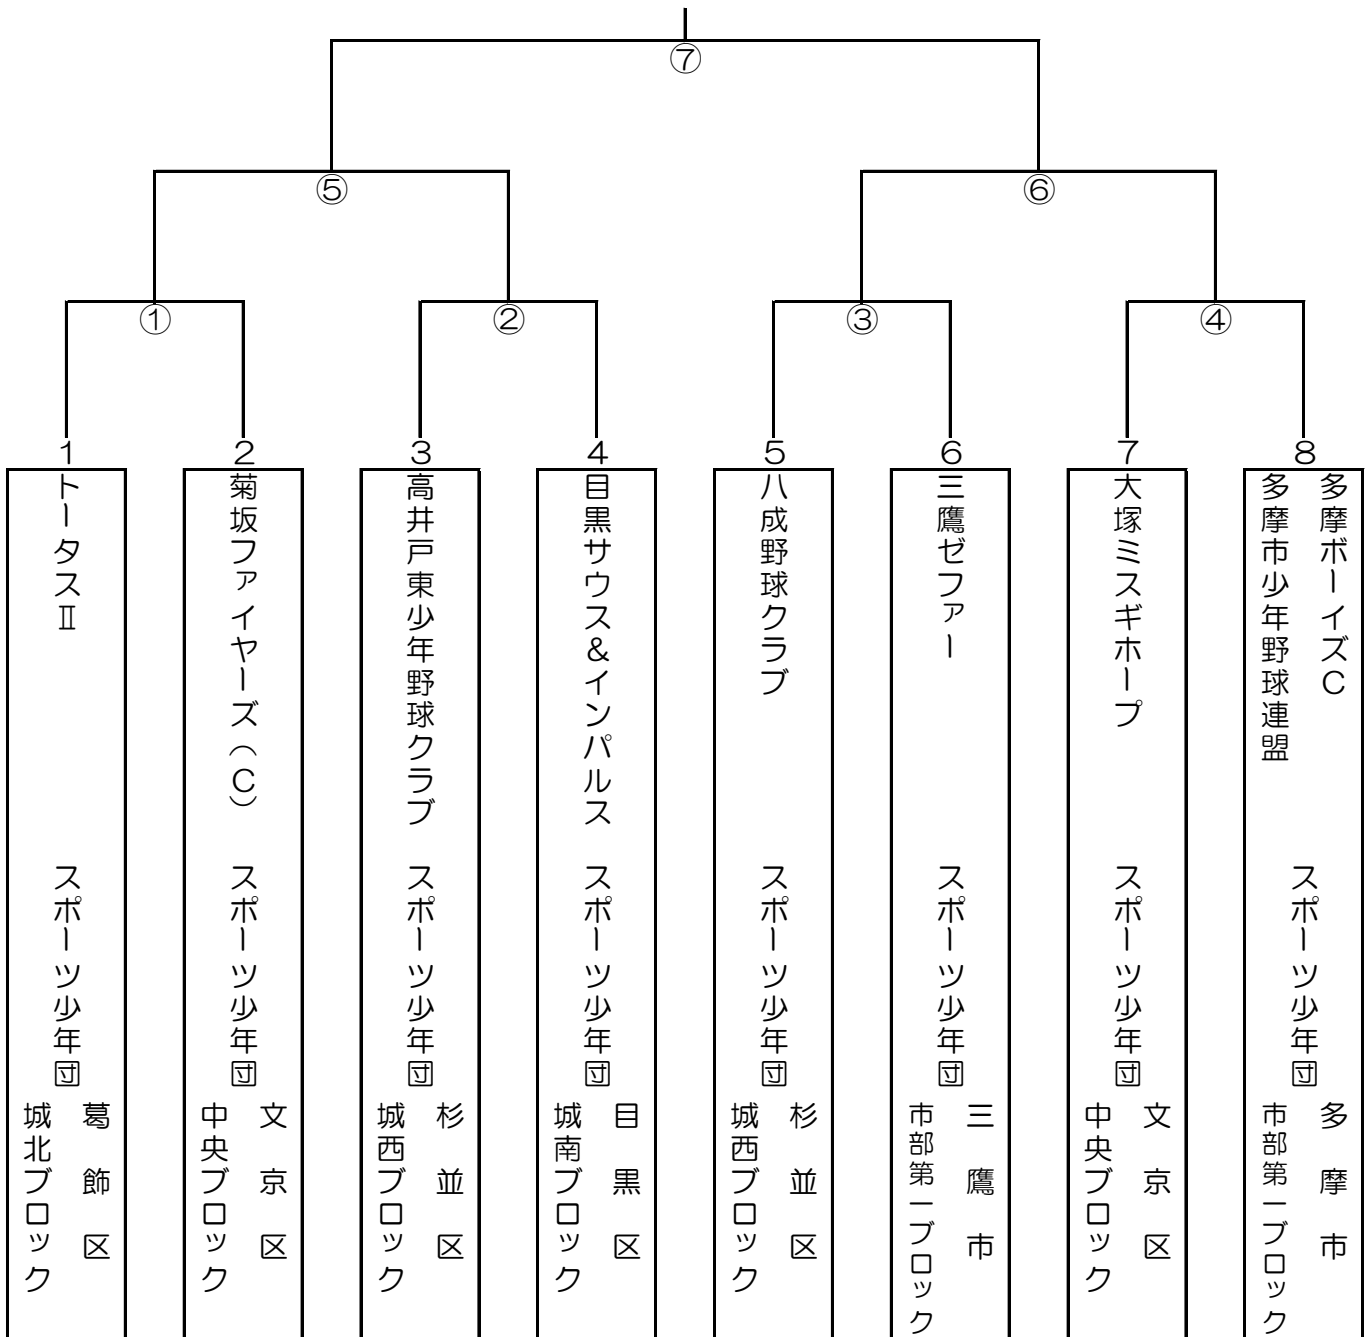 ⑦
⑤
⑥
①
②
③
④
1
トータスⅡ
スポーツ少年団
葛飾区
城北ブロック
2
菊坂ファイヤーズ(C)
スポーツ少年団
文京区
中央ブロック
3
高井戸東少年野球クラブ
スポーツ少年団
杉並区
城西ブロック
4
目黒サウス&インパルス
スポーツ少年団
目黒区
城南ブロック
5
八成野球クラブ
スポーツ少年団
杉並区
城西ブロック
6
三鷹ゼファー
スポーツ少年団
三鷹市
市部第一ブロック
7
大塚ミスギホープ
スポーツ少年団
文京区
中央ブロック
8
多摩ボーイズC
多摩市少年野球連盟
スポーツ少年団
多摩市
市部第一ブロック